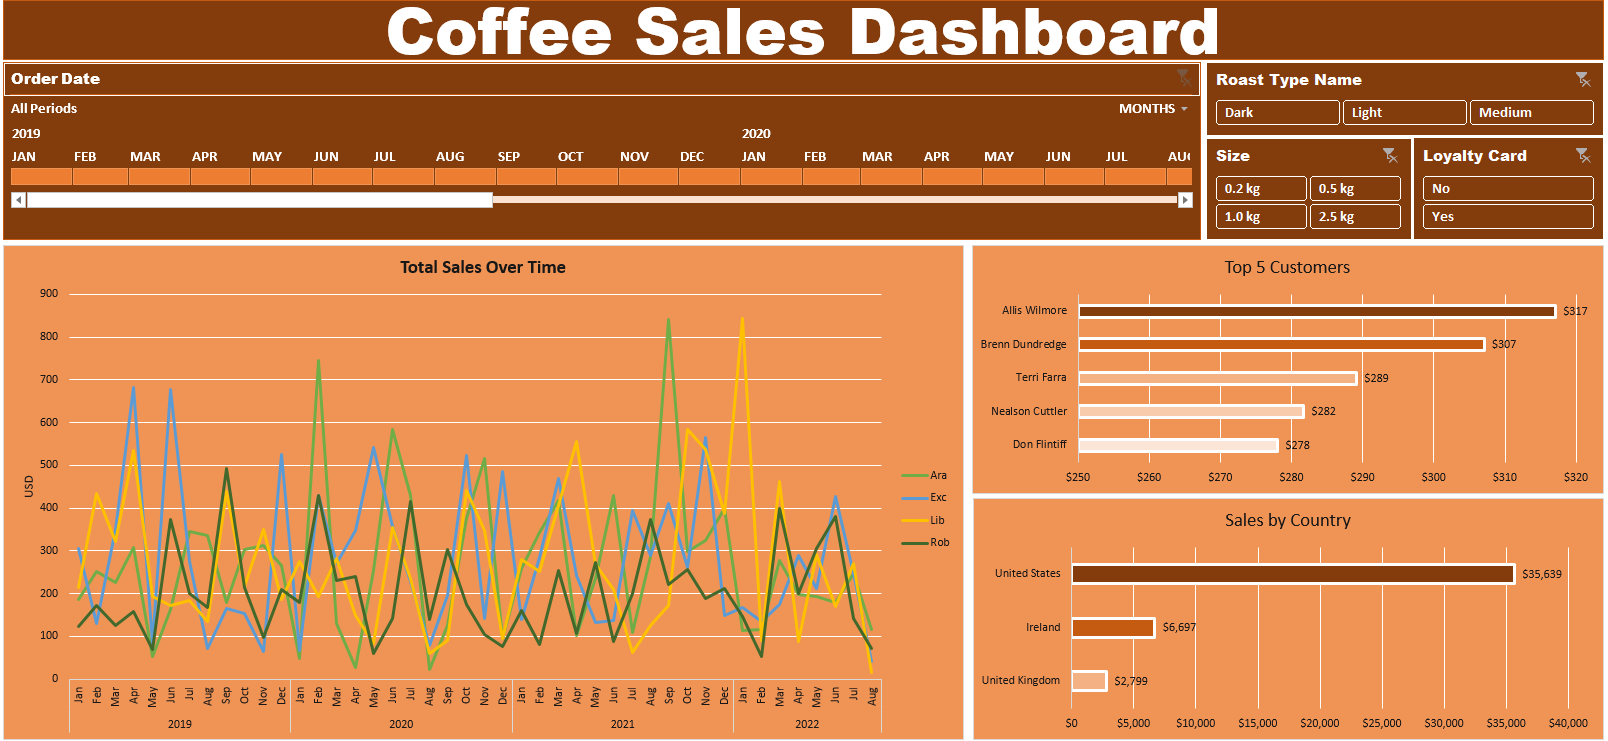 Coffee Sales Dashboard
Order Date
All Periods
MONTHS
2019 2020
JAN FEB MAR APR MAY JUN JUL AUG SEP OCT NOV DEC JAN FEB MAR APR MAY JUN JUL AUG
Roast Type Name
Dark Light Medium
Size
0.2 kg 0.5 kg
1.0 kg 2.5 kg
Loyalty Card
No
Yes
Total Sales Over Time
900
800
700
600
500
400
300
200
100
0
USD
Jan Feb Mar Apr May Jun Jul Aug Sep Oct Nov Dec Jan Feb Mar Apr May Jun Jul Aug Sep Oct Nov Dec Jan Feb Mar Apr May Jun Jul Aug Sep Oct Nov Dec Jan Feb Mar Apr May Jun Jul Aug
2019 2020 2021 2022
Ara
Exc
Lib
Rob
Top 5 Customers
Allis Wilmore $317
Brenn Dundredge $307
Terri Farra $289
Nealson Cuttler $282
Don Flintiff $278
$250 $260 $270 $280 $290 $300 $310 $320
Sales by Country
United States $35,639
Ireland $6,697
United Kingdom $2,799
$0 $5,000 $10,000 $15,000 $20,000 $25,000 $30,000 $35,000 $40,000